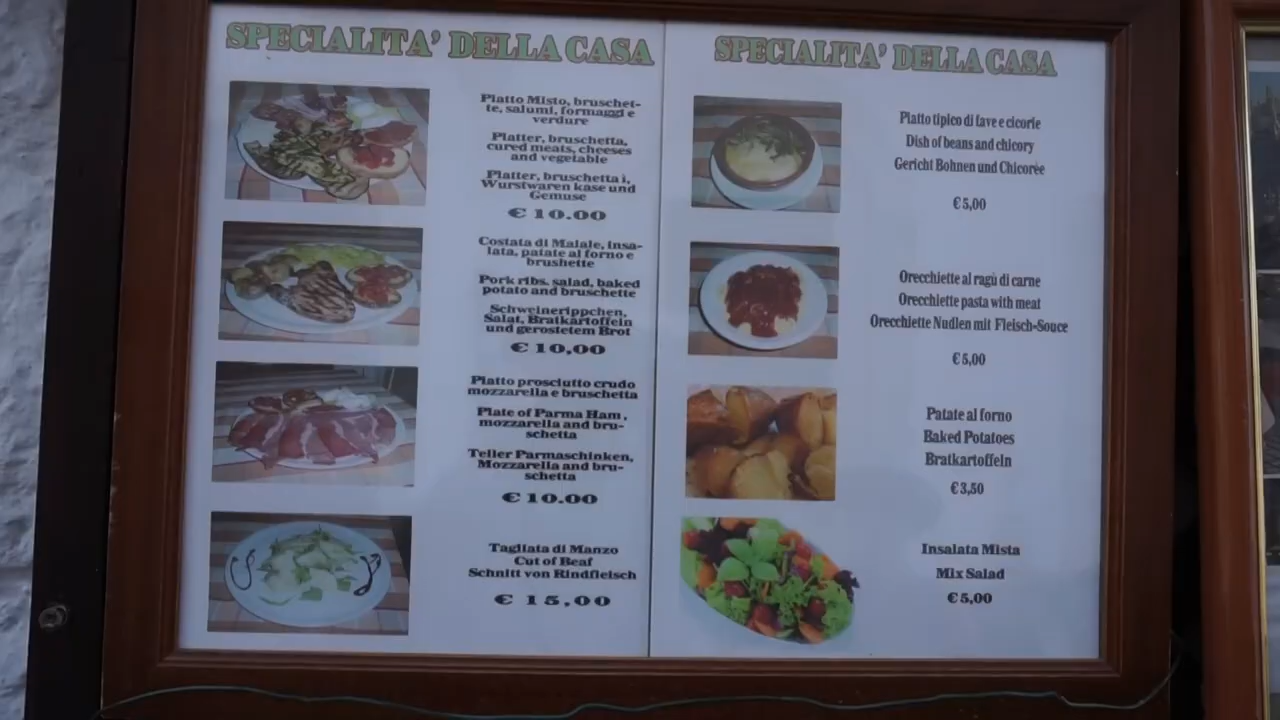 SPECIALITA' DELLA CASA
Piatto Misto, bruschet-
te, salumi, formaggi e
verdure
Platter, bruschetta,
cured meats, cheeses
and vegetable
Platter, bruschetta i,
Wurstwaren kase und
Gemuse
€ 10.00
Costata di Maiale, insa-
lata, patate al forno e
brushette
Pork ribs, salad, baked
potato and bruschette
Schweinerippchen,
Salat, Bratkartoffein
und gerostetem Brot
€ 10,00
Piatto prosciutto crudo
mozzarella e bruschetta
Plate of Parma Ham,
mozzarella and bru-
schetta
Teller Parmaschinken,
Mozzarella and bru-
schetta
€ 10.00
Tagliata di Manzo
Cut of Beaf
Schnitt von Rindfleisch
€ 15,00
SPECIALITA' DELLA CASA
Piatto tipico di fave e cicorie
Dish of beans and chicory
Gericht Bohnen und Chicorèe
€ 5,00
Orecchiette al ragù di carne
Orecchiette pasta with meat
Orecchiette Nudlen mit Fleisch-Souce
€ 5,00
Patate al forno
Baked Potatoes
Bratkartoffeln
€ 3,50
Insalata Mista
Mix Salad
€ 5,00